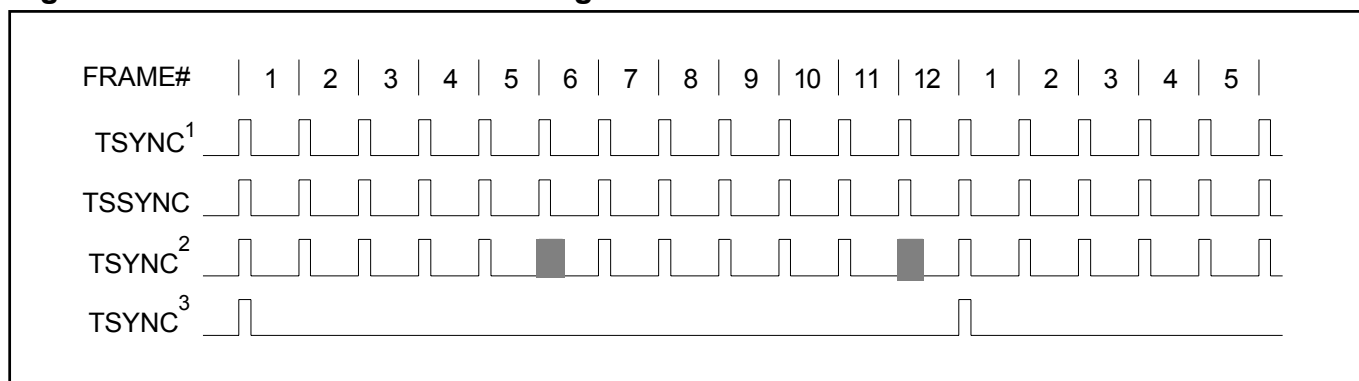 FRAME# 1 2 3 4 5 6 7 8 9 10 11 12 1 2 3 4 5
TSYNC1
TSSYNC
TSYNC2
TSYNC3